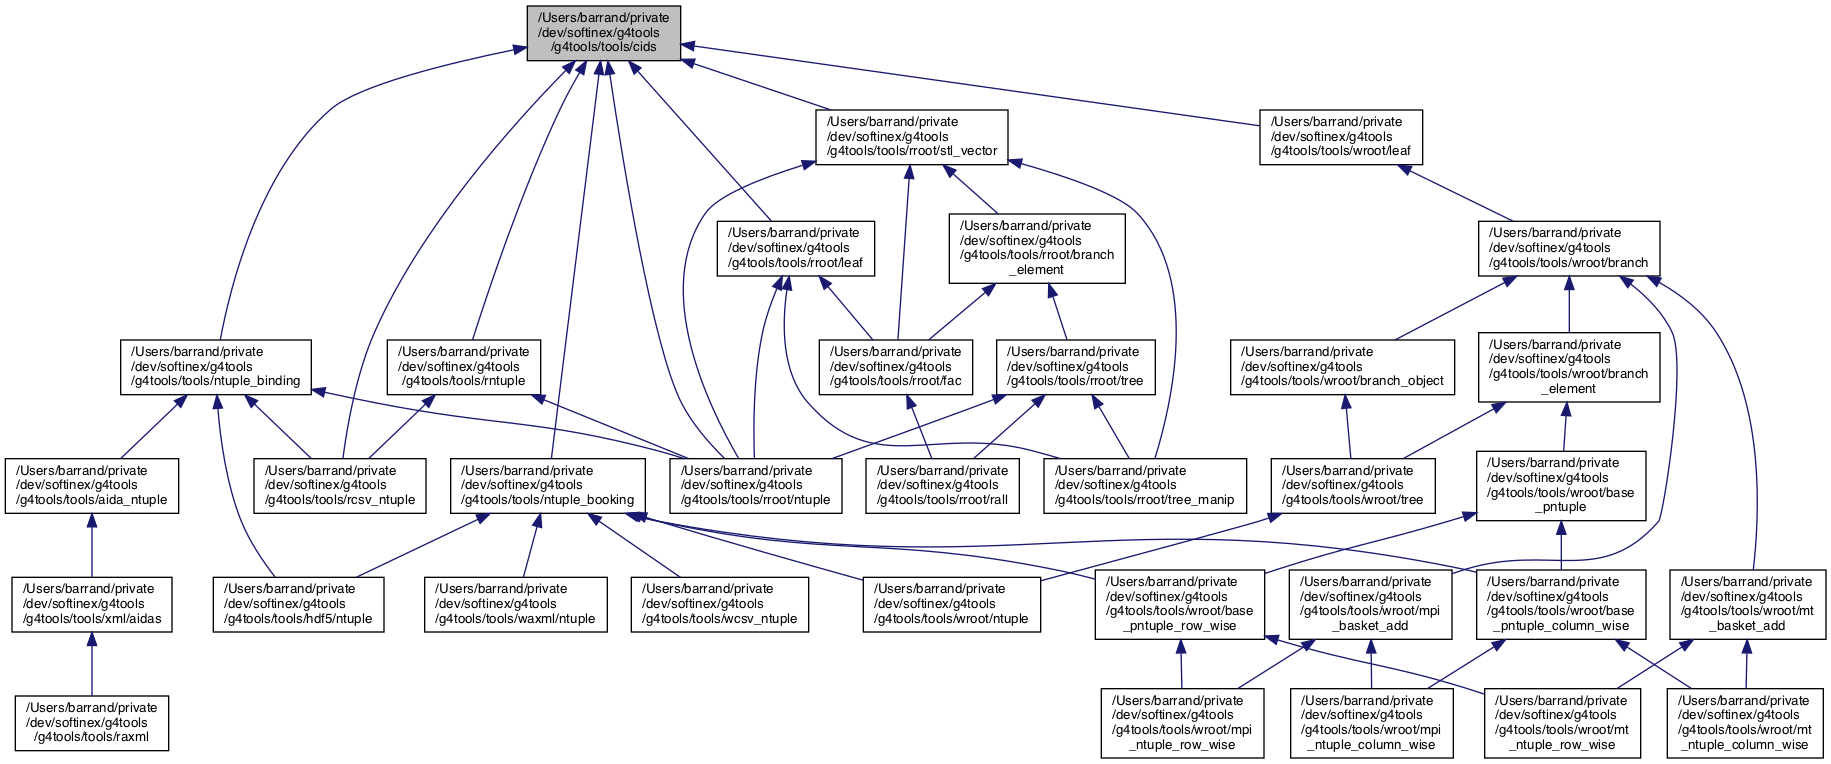 /Users/barrand/private
/dev/softinex/g4tools
/g4tools/tools/cids
/Users/barrand/private
/dev/softinex/g4tools
/g4tools/tools/rroot/stl_vector
/Users/barrand/private
/dev/softinex/g4tools
/g4tools/tools/wroot/leaf
/Users/barrand/private
/dev/softinex/g4tools
/g4tools/tools/rroot/leaf
/Users/barrand/private
/dev/softinex/g4tools
/g4tools/tools/rroot/branch
_element
/Users/barrand/private
/dev/softinex/g4tools
/g4tools/tools/wroot/branch
/Users/barrand/private
/dev/softinex/g4tools
/g4tools/tools/ntuple_binding
/Users/barrand/private
/dev/softinex/g4tools
/g4tools/tools/rntuple
/Users/barrand/private
/dev/softinex/g4tools
/g4tools/tools/rroot/fac
/Users/barrand/private
/dev/softinex/g4tools
/g4tools/tools/rroot/tree
/Users/barrand/private
/dev/softinex/g4tools
/g4tools/tools/wroot/branch_object
/Users/barrand/private
/dev/softinex/g4tools
/g4tools/tools/wroot/branch
_element
/Users/barrand/private
/dev/softinex/g4tools
/g4tools/tools/aida_ntuple
/Users/barrand/private
/dev/softinex/g4tools
/g4tools/tools/rcsv_ntuple
/Users/barrand/private
/dev/softinex/g4tools
/g4tools/tools/ntuple_booking
/Users/barrand/private
/dev/softinex/g4tools
/g4tools/tools/rroot/ntuple
/Users/barrand/private
/dev/softinex/g4tools
/g4tools/tools/rroot/rall
/Users/barrand/private
/dev/softinex/g4tools
/g4tools/tools/rroot/tree_manip
/Users/barrand/private
/dev/softinex/g4tools
/g4tools/tools/wroot/tree
/Users/barrand/private
/dev/softinex/g4tools
/g4tools/tools/wroot/base
_pntuple
/Users/barrand/private
/dev/softinex/g4tools
/g4tools/tools/xml/aidas
/Users/barrand/private
/dev/softinex/g4tools
/g4tools/tools/hdf5/ntuple
/Users/barrand/private
/dev/softinex/g4tools
/g4tools/tools/waxml/ntuple
/Users/barrand/private
/dev/softinex/g4tools
/g4tools/tools/wcsv_ntuple
/Users/barrand/private
/dev/softinex/g4tools
/g4tools/tools/wroot/ntuple
/Users/barrand/private
/dev/softinex/g4tools
/g4tools/tools/wroot/base
_pntuple_row_wise
/Users/barrand/private
/dev/softinex/g4tools
/g4tools/tools/wroot/mpi
_basket_add
/Users/barrand/private
/dev/softinex/g4tools
/g4tools/tools/wroot/base
_pntuple_column_wise
/Users/barrand/private
/dev/softinex/g4tools
/g4tools/tools/wroot/mt
_basket_add
/Users/barrand/private
/dev/softinex/g4tools
/g4tools/tools/raxml
/Users/barrand/private
/dev/softinex/g4tools
/g4tools/tools/wroot/mpi
_ntuple_row_wise
/Users/barrand/private
/dev/softinex/g4tools
/g4tools/tools/wroot/mpi
_ntuple_column_wise
/Users/barrand/private
/dev/softinex/g4tools
/g4tools/tools/wroot/mt
_ntuple_row_wise
/Users/barrand/private
/dev/softinex/g4tools
/g4tools/tools/wroot/mt
_ntuple_column_wise